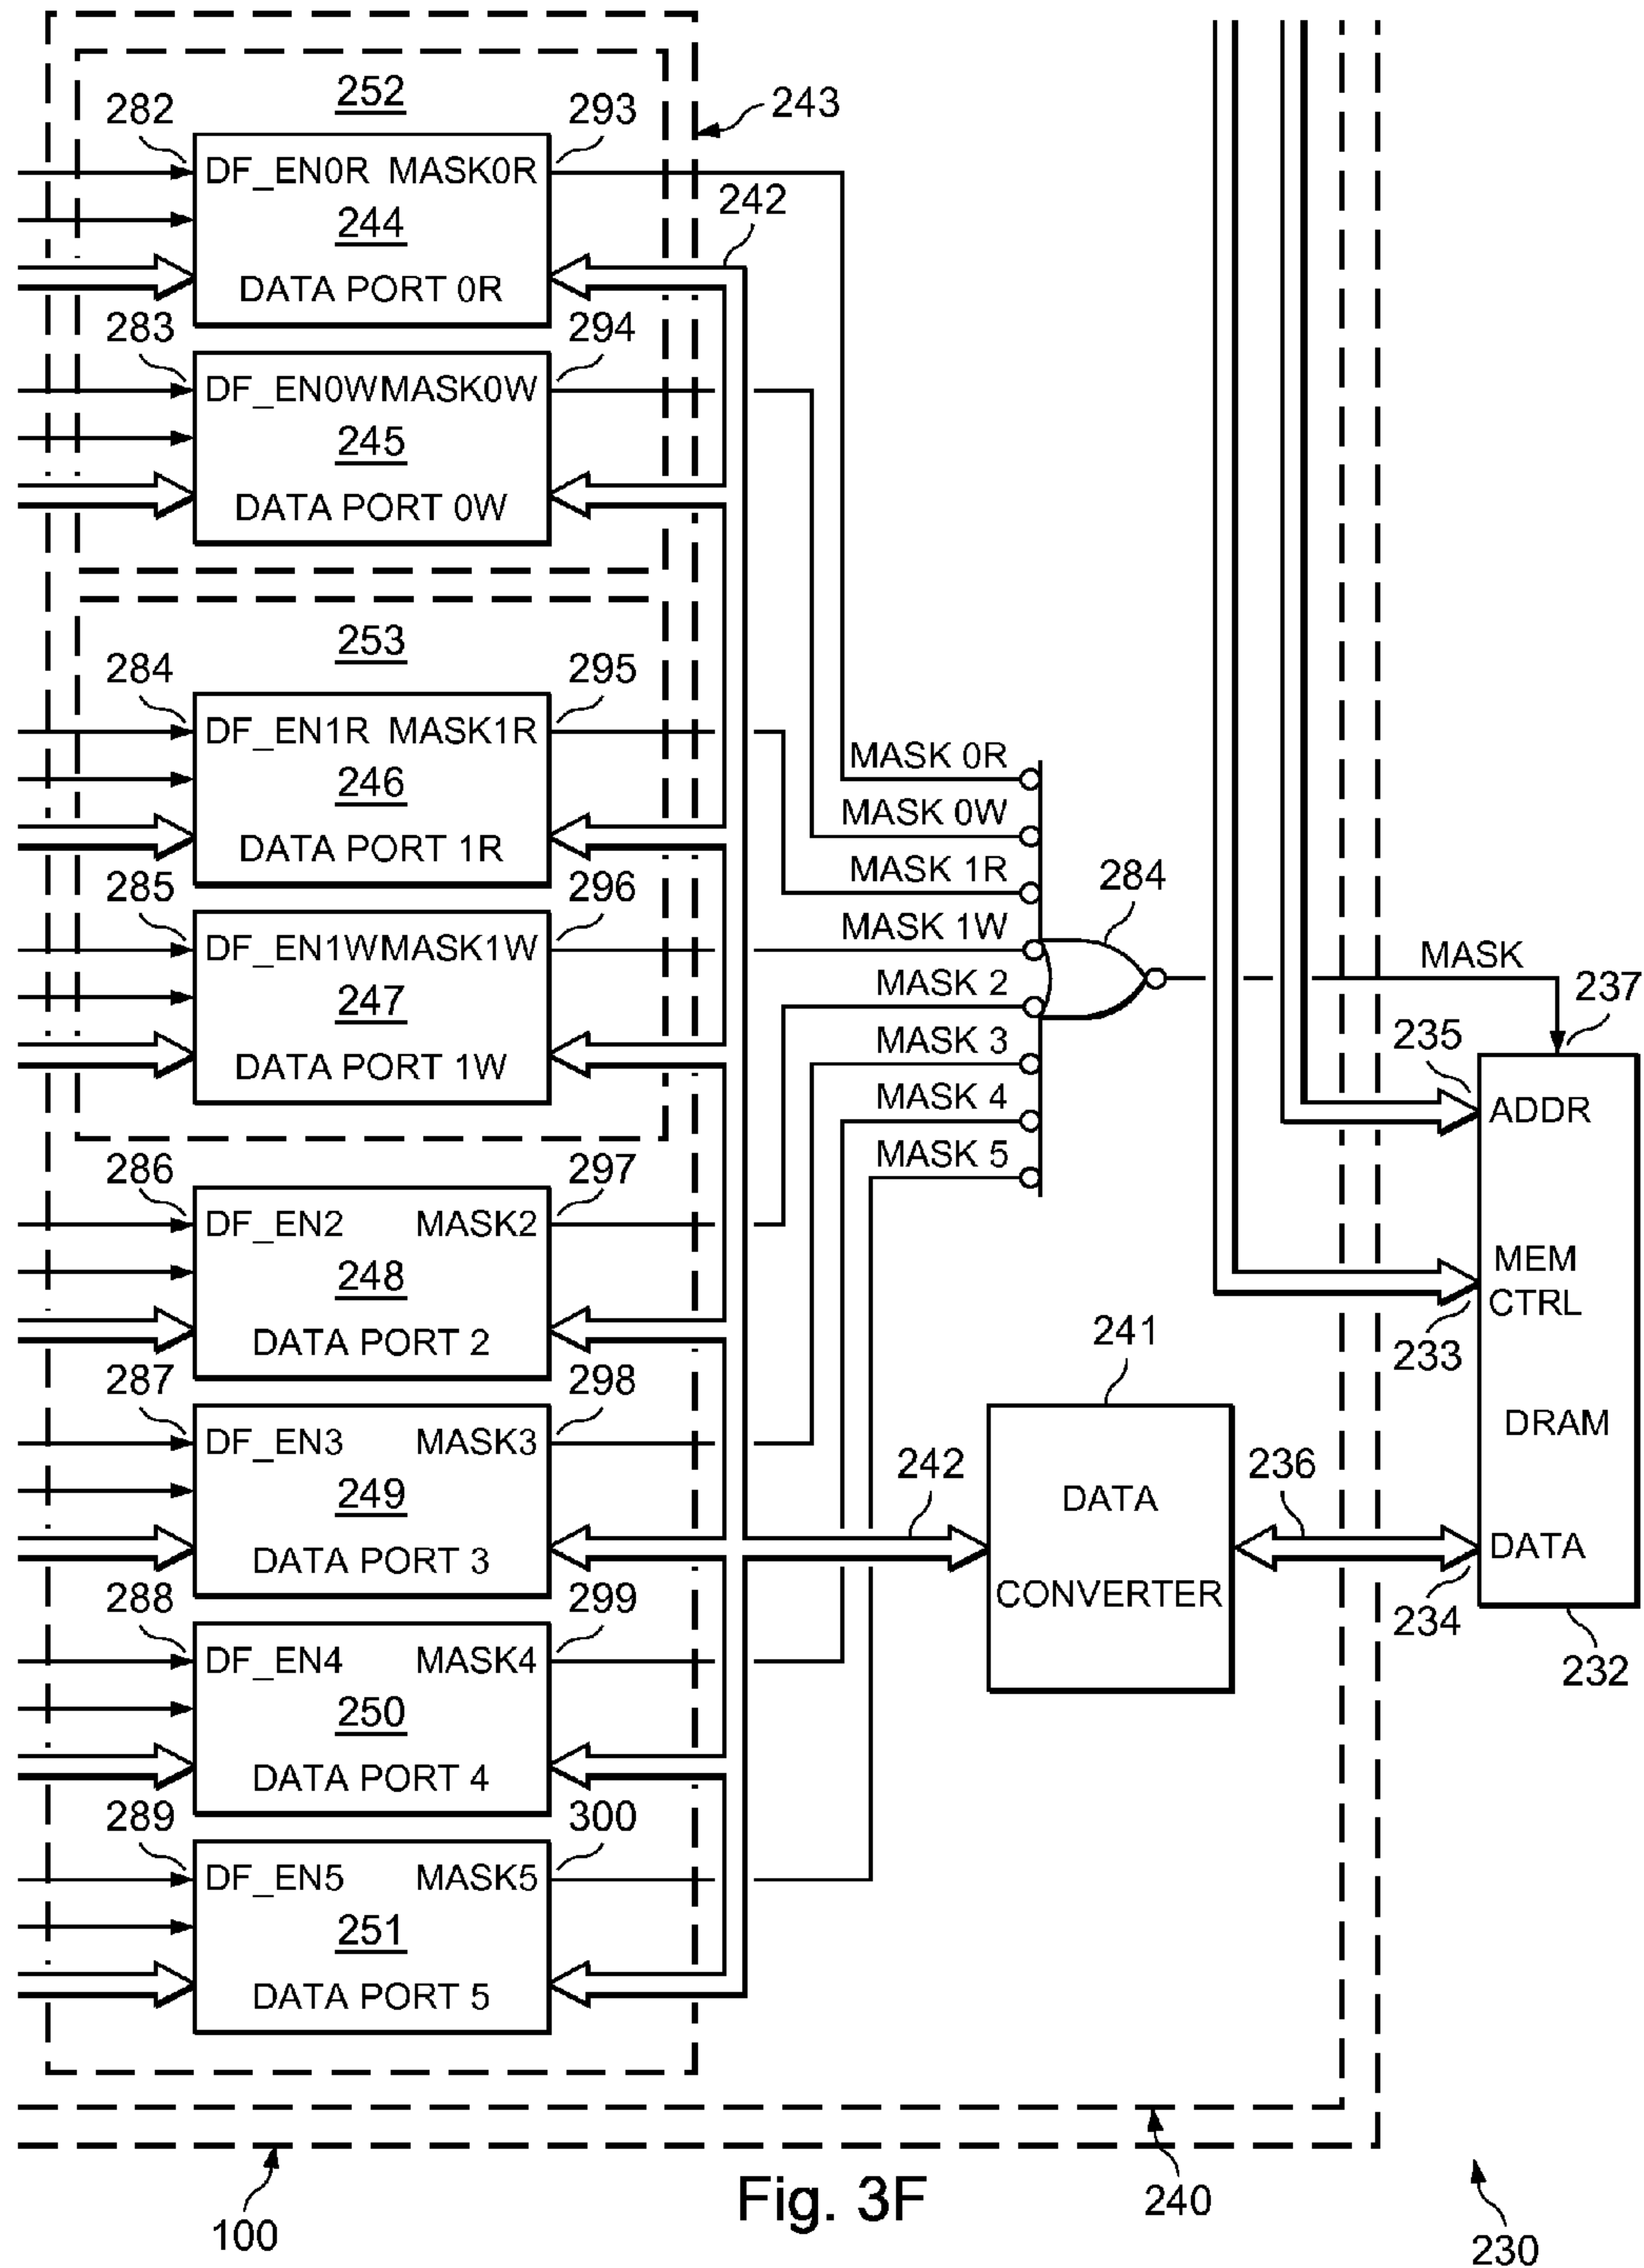 252
282
293
243
DF_EN0R MASK0R
244
DATA PORT 0R
242
283
294
DF_EN0WMASK0W
245
DATA PORT 0W
253
284
295
DF_EN1R MASK1R
246
DATA PORT 1R
285
296
DF_EN1WMASK1W
247
DATA PORT 1W
286
297
DF_EN2 MASK2
248
DATA PORT 2
287
298
DF_EN3 MASK3
249
DATA PORT 3
288
299
DF_EN4 MASK4
250
DATA PORT 4
289
300
DF_EN5 MASK5
251
DATA PORT 5
MASK 0R
MASK 0W
MASK 1R
MASK 1W
MASK 2
MASK 3
MASK 4
MASK 5
284
MASK
237
235
ADDR
MEM
CTRL
233
DRAM
DATA
234
232
241
DATA
CONVERTER
242
236
100
240
230
Fig. 3F